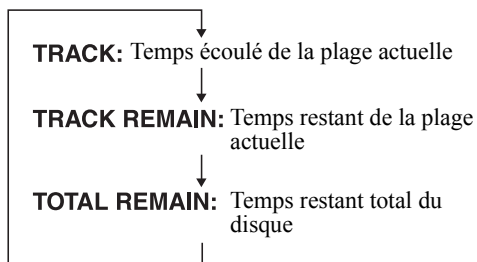 TRACK: Temps écoulé de la plage actuelle
TRACK REMAIN: Temps restant de la plage
actuelle
TOTAL REMAIN: Temps restant total du
disque